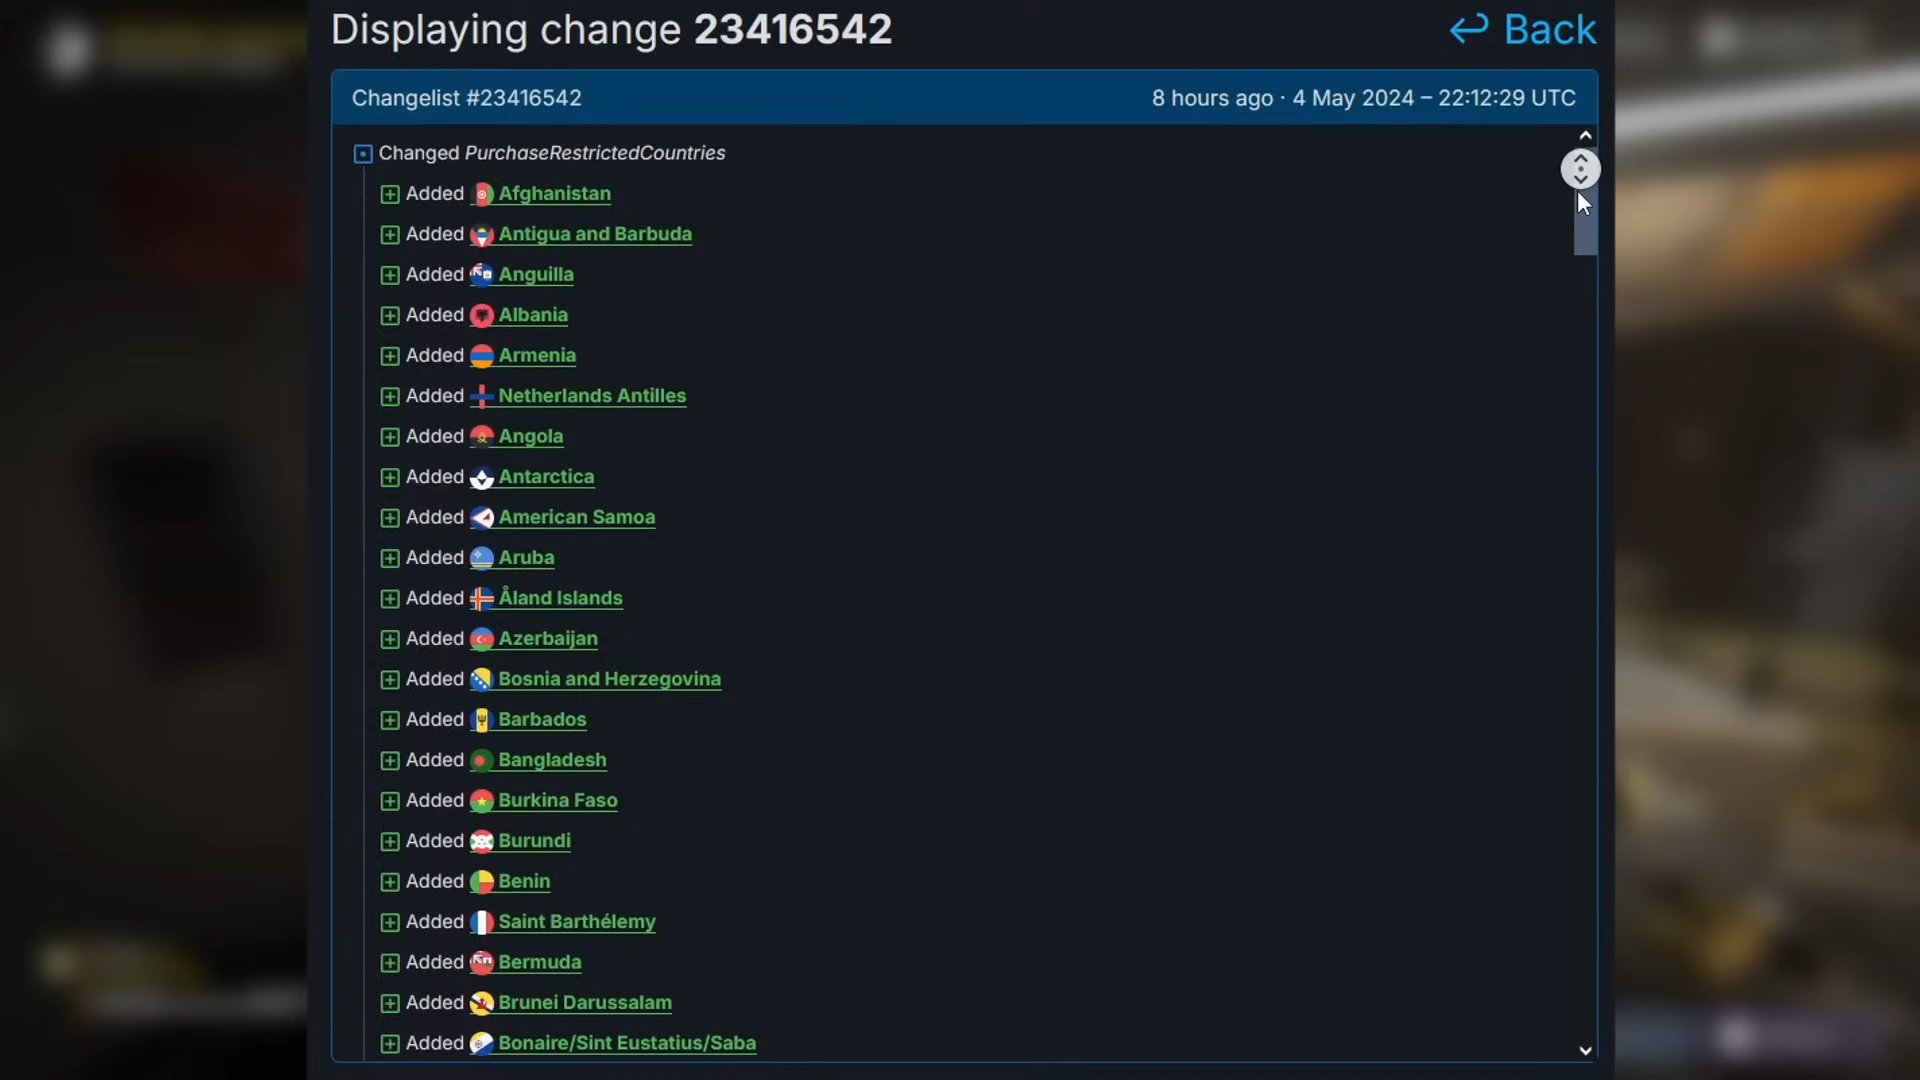 Displaying change 23416542
Back
Changelist #23416542
8 hours ago · 4 May 2024 – 22:12:29 UTC
Changed PurchaseRestrictedCountries
Added Afghanistan
Added Antigua and Barbuda
Added Anguilla
Added Albania
Added Armenia
Added Netherlands Antilles
Added Angola
Added Antarctica
Added American Samoa
Added Aruba
Added Åland Islands
Added Azerbaijan
Added Bosnia and Herzegovina
Added Barbados
Added Bangladesh
Added Burkina Faso
Added Burundi
Added Benin
Added Saint Barthélemy
Added Bermuda
Added Brunei Darussalam
Added Bonaire/Sint Eustatius/Saba